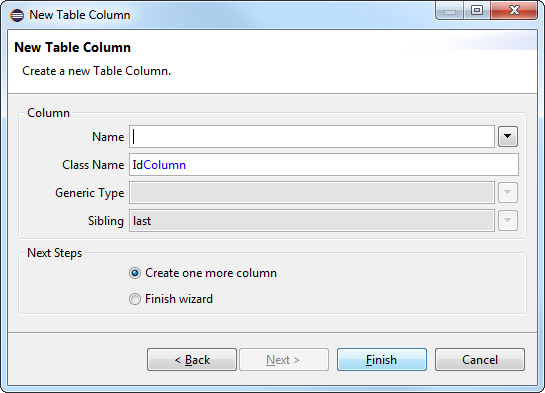 New Table Column
New Table Column
Create a new Table Column.
Column
Name
Class Name IdColumn
Generic Type
Sibling last
Next Steps
Create one more column
Finish wizard
< Back Next > Finish Cancel